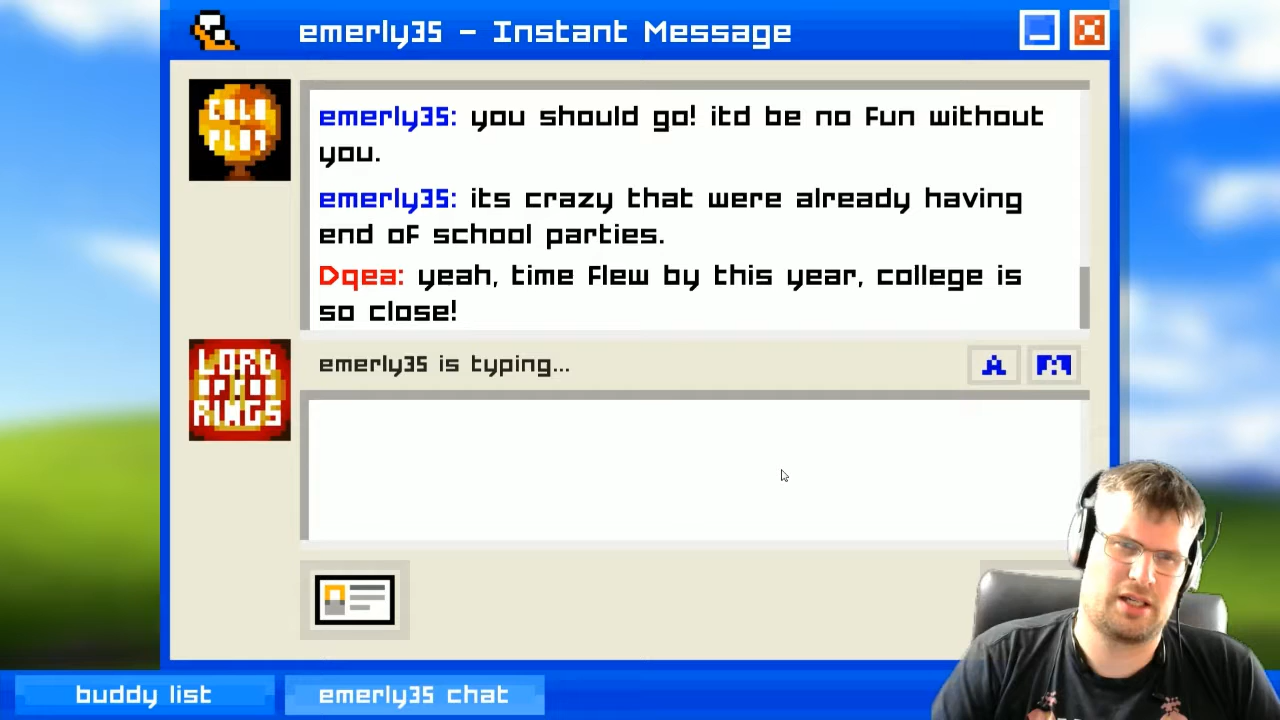 emerly35 - Instant Message
COLD
PLAY
emerly35: you should go! itd be no fun without
you.
emerly35: its crazy that were already having
end of school parties.
Dqea: yeah, time flew by this year, college is
so close!
LORD
OF THE
RINGS
emerly35 is typing...
A
buddy list
emerly35 chat